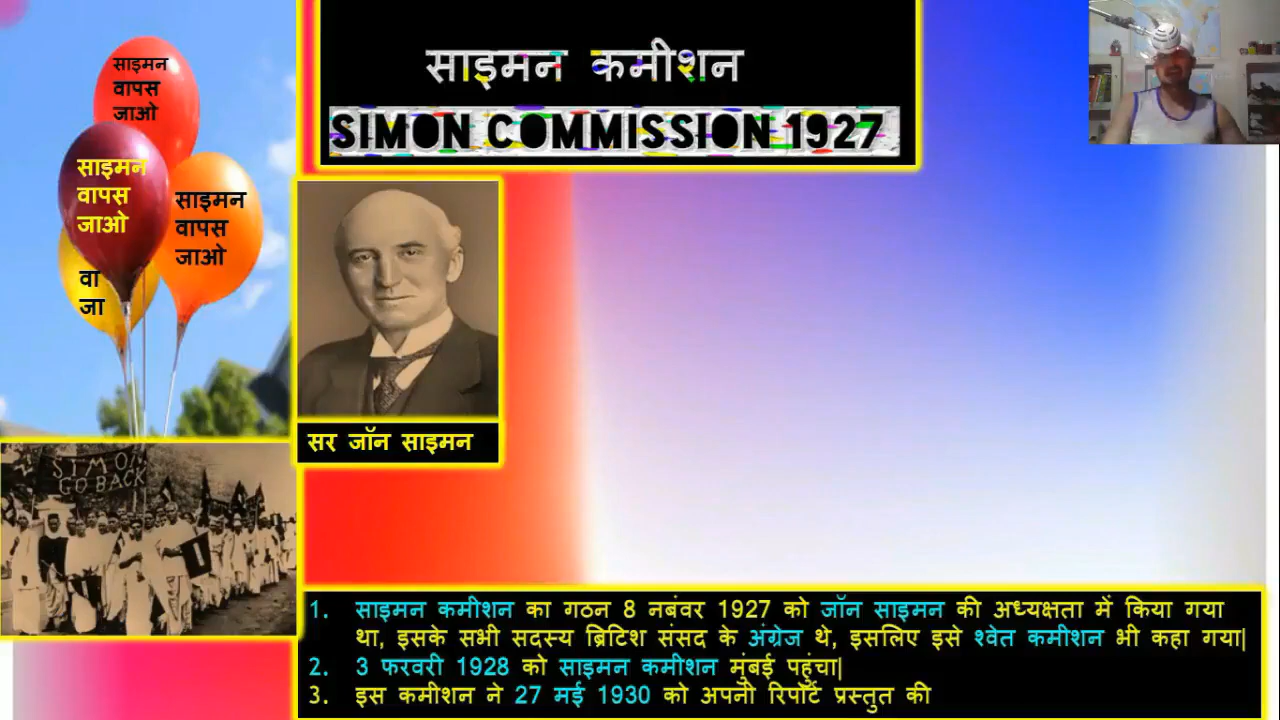 साइमन कमीशन
SIMON COMMISSION 1927
साइमन
वापस
जाओ
साइमन
वापस
जाओ
साइमन
वापस
जाओ
वा
जा
सर जॉन साइमन
SIMON
GO BACK
1. साइमन कमीशन का गठन 8 नबंवर 1927 को जॉन साइमन की अध्यक्षता में किया गया
था, इसके सभी सदस्य ब्रिटिश संसद के अंग्रेज थे, इसलिए इसे श्वेत कमीशन भी कहा गया|
2. 3 फरवरी 1928 को साइमन कमीशन मुंबई पहुंचा|
3. इस कमीशन ने 27 मई 1930 को अपनी रिपोर्ट प्रस्तुत की